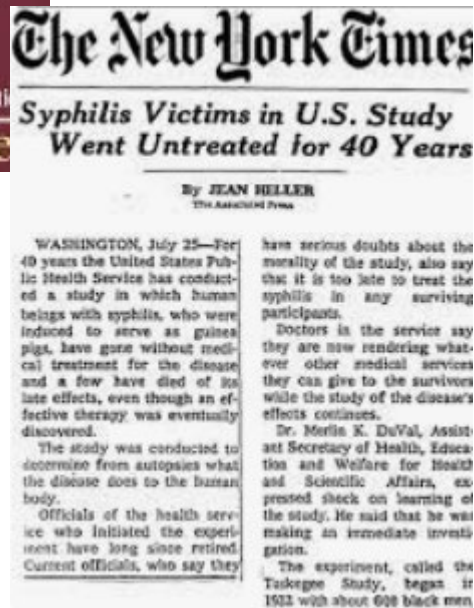 The New York Times
Syphilis Victims in U.S. Study
Went Untreated for 40 Years
By JEAN HELLER
The Associated Press
WASHINGTON, July 25—For
40 years the United States Pub-
lic Health Service has conduct-
ed a study in which human
beings with syphilis, who were
induced to serve as guinea
pigs, have gone without medi-
cal treatment for the disease
and a few have died of its
late effects, even though an ef-
fective therapy was eventually
discovered.
The study was conducted to
determine from autopsies what
the disease does to the human
body.
Officials of the health serv-
ice who initiated the experi-
ment have long since retired.
Current officials, who say they
have serious doubts about the
morality of the study, also say
that it is too late to treat the
syphilis in any surviving
participants.
Doctors in the service say
they are now rendering what-
ever other medical services
they can give to the survivors
while the study of the disease's
effects continues.
Dr. Merlin K. DuVal, Assist-
ant Secretary of Health, Educa-
tion and Welfare for Health
and Scientific Affairs, ex-
pressed shock on learning of
the study. He said that he was
making an immediate investi-
gation.
The experiment, called the
Tuskegee Study, began in
1932 with about 600 black men